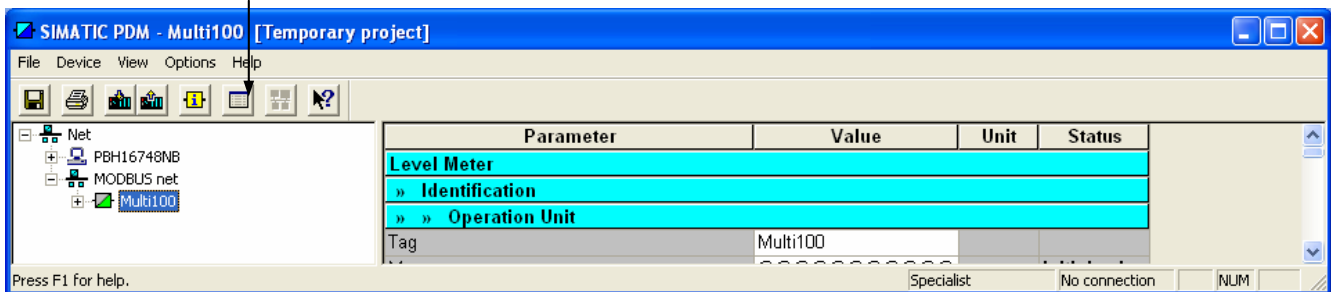 SIMATIC PDM - Multi100 [Temporary project]
File Device View Options Help
Net
PBH16748NB
MODBUS net
Multi100
Parameter Value Unit Status
Level Meter
» Identification
» » Operation Unit
Tag Multi100
Press F1 for help. Specialist No connection NUM